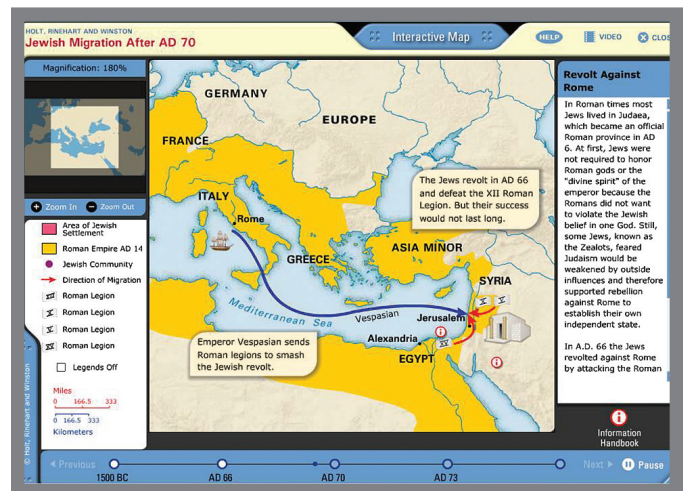 HOLT, RINEHART AND WINSTON
Jewish Migration After AD 70
Interactive Map
HELP
VIDEO
CLOS
Magnification: 180%
Zoom In
Zoom Out
Area of Jewish
Settlement
Roman Empire AD 14
Jewish Community
Direction of Migration
Roman Legion
Roman Legion
Roman Legion
Roman Legion
Legends Off
Miles
0 166.5 333
0 166.5 333
Kilometers
© Holt, Rinehart and Winston
GERMANY
EUROPE
FRANCE
The Jews revolt in AD 66
and defeat the XII Roman
Legion. But their success
would not last long.
ITALY
Rome
GREECE
ASIA MINOR
SYRIA
Mediterranean Sea
Vespasian
Jerusalem
Alexandria
EGYPT
Emperor Vespasian sends
Roman legions to smash
the Jewish revolt.
Revolt Against
Rome
In Roman times most
Jews lived in Judaea,
which became an official
Roman province in AD
6. At first, Jews were
not required to honor
Roman gods or the
"divine spirit" of the
emperor because the
Romans did not want
to violate the Jewish
belief in one God. Still,
some Jews, known as
the Zealots, feared
Judaism would be
weakened by outside
influences and therefore
supported rebellion
against Rome to
establish their own
independent state.
In A.D. 66 the Jews
revolted against Rome
by attacking the Roman
Information
Handbook
Previous
1500 BC
AD 66
AD 70
AD 73
Next
Pause